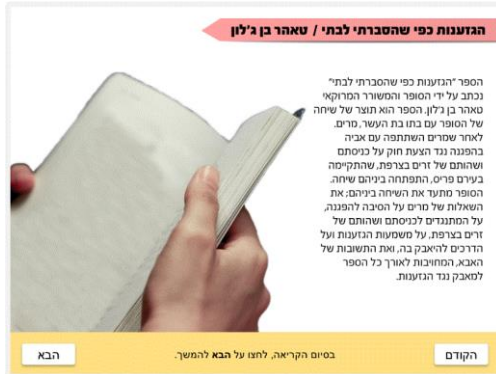 הגזענות כפי שהסברתי לבתי / טאהר בן ג'לון
הספר "הגזענות כפי שהסברתי לבתי"
נכתב על ידי הסופר והמשורר המרוקאי
טאהר בן ג'לון. הספר הוא תוצר של שיחה
של הסופר עם בתו בת העשר, מרים.
לאחר שמרים השתתפה עם אביה
בהפגנה נגד הצעת חוק על כניסתם
ושהותם של זרים בצרפת, שהתקיימה
בעירם פריס, התפתחה ביניהם שיחה.
הסופר מתעד את השיחה ביניהם: את
השאלות של מרים על הסיבה להפגנה,
על המתנגדים לכניסתם ושהותם של
זרים בצרפת, על משמעות הגזענות ועל
הדרכים להיאבק בה, ואת התשובות של
האבא, המחויבות לאורך כל הספר
למאבק נגד הגזענות.
הקודם
בסיום הקריאה, לחצו על הבא להמשך.
הבא